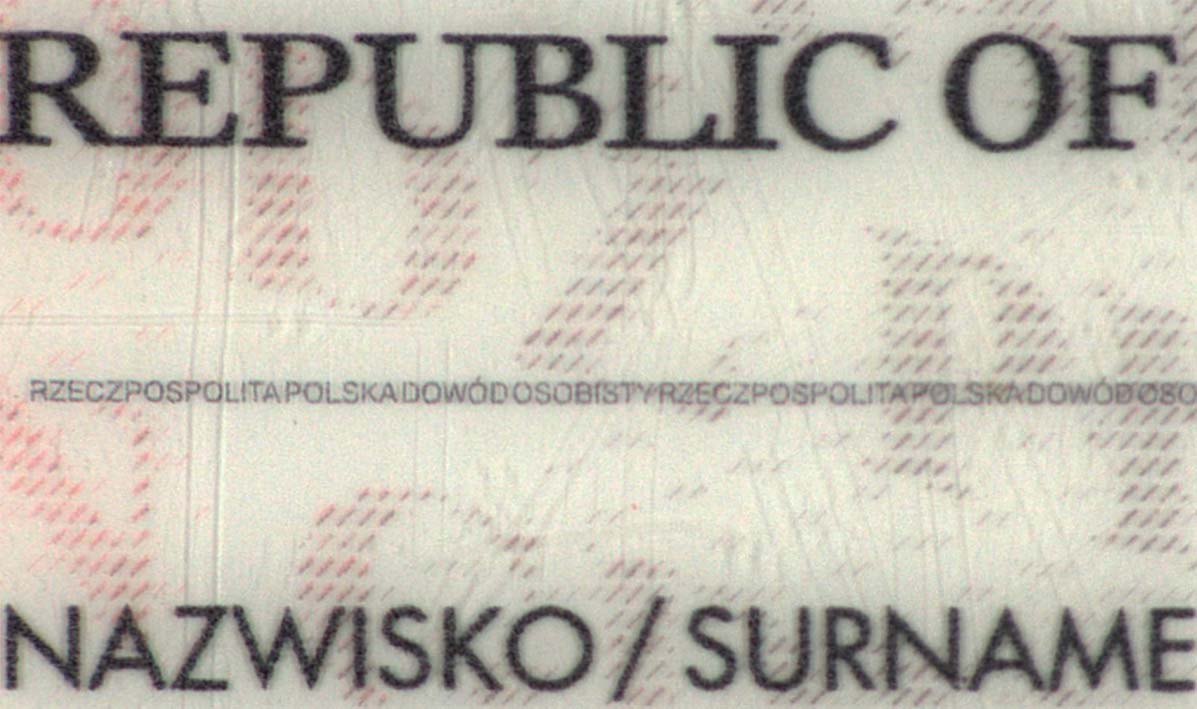 REPUBLIC OF
RZECZPOSPOLITAPOLSKADOWÓDOSOBISTYRZECZPOSPOLITAPOLSKADOWÓDOSO
NAZWISKO / SURNAME